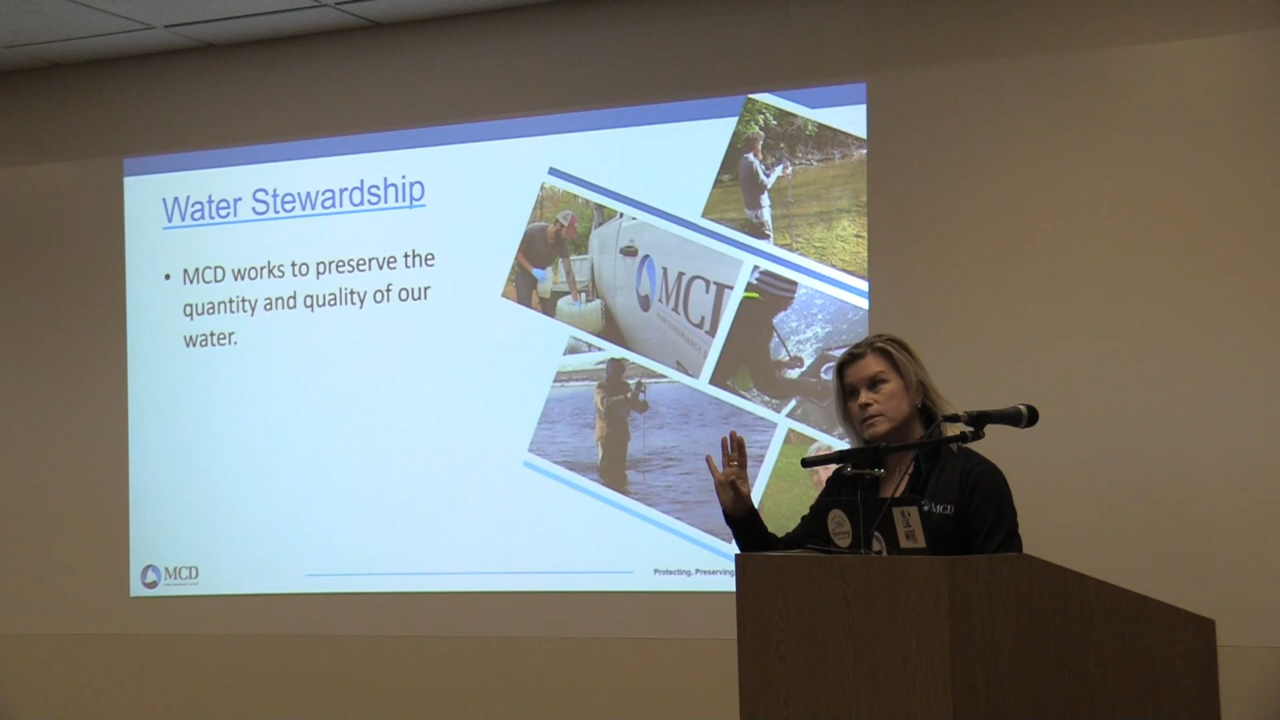 Water Stewardship
• MCD works to preserve the
quantity and quality of our
water.
MCD
MCD
MCD
Protecting. Preserving.